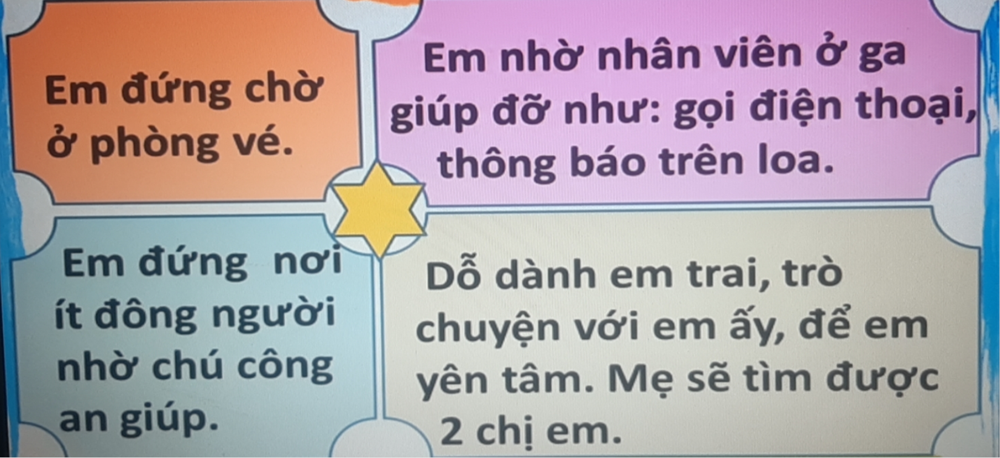 Em đứng chờ
ở phòng vé.
Em nhờ nhân viên ở ga
giúp đỡ như: gọi điện thoại,
thông báo trên loa.
Em đứng nơi
ít đông người
nhờ chú công
an giúp.
Dỗ dành em trai, trò
chuyện với em ấy, để em
yên tâm. Mẹ sẽ tìm được
2 chị em.